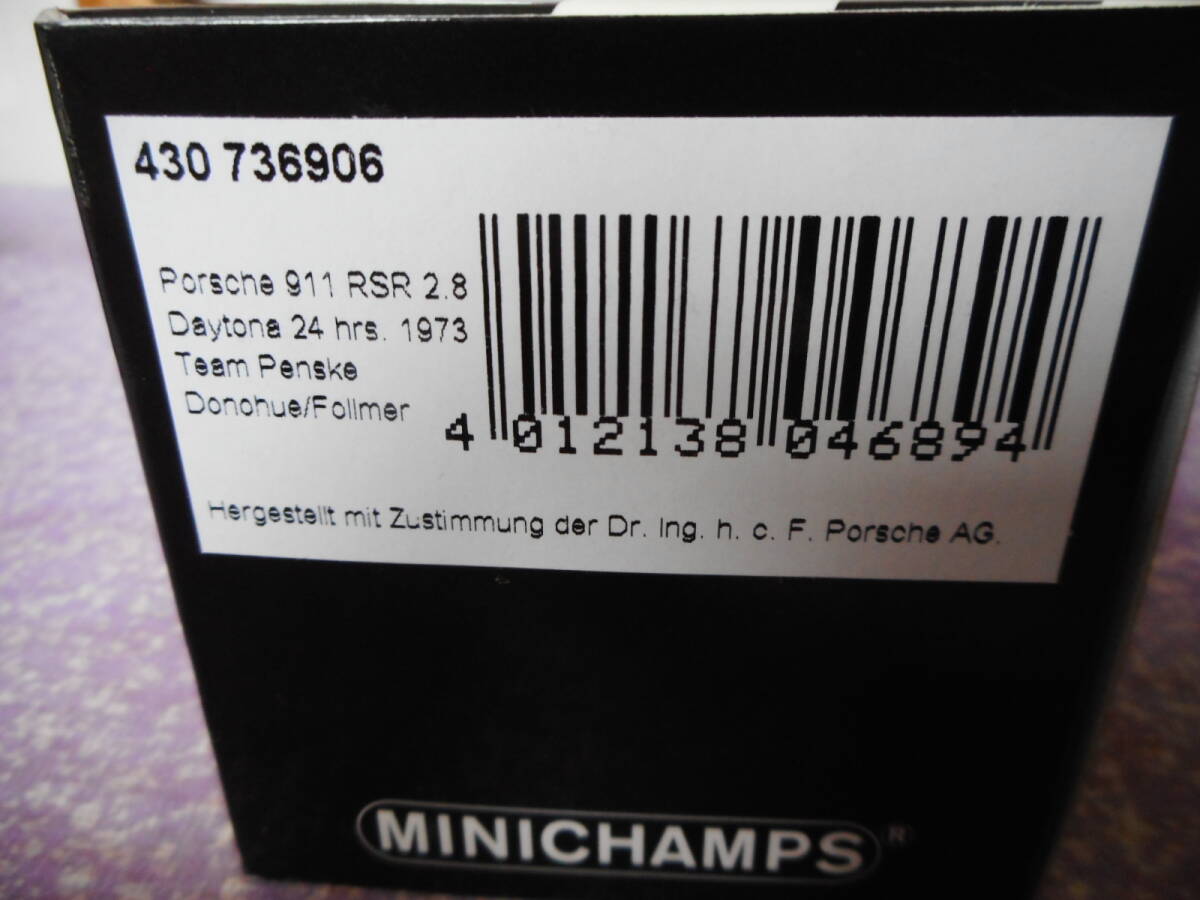 430 736906
Porsche 911 RSR 2.8
Daytona 24 hrs. 1973
Team Penske
Donohue/Follmer
4 012138 046894
Hergestellt mit Zustimmung der Dr. Ing. h. c. F. Porsche AG.
MINICHAMPS®